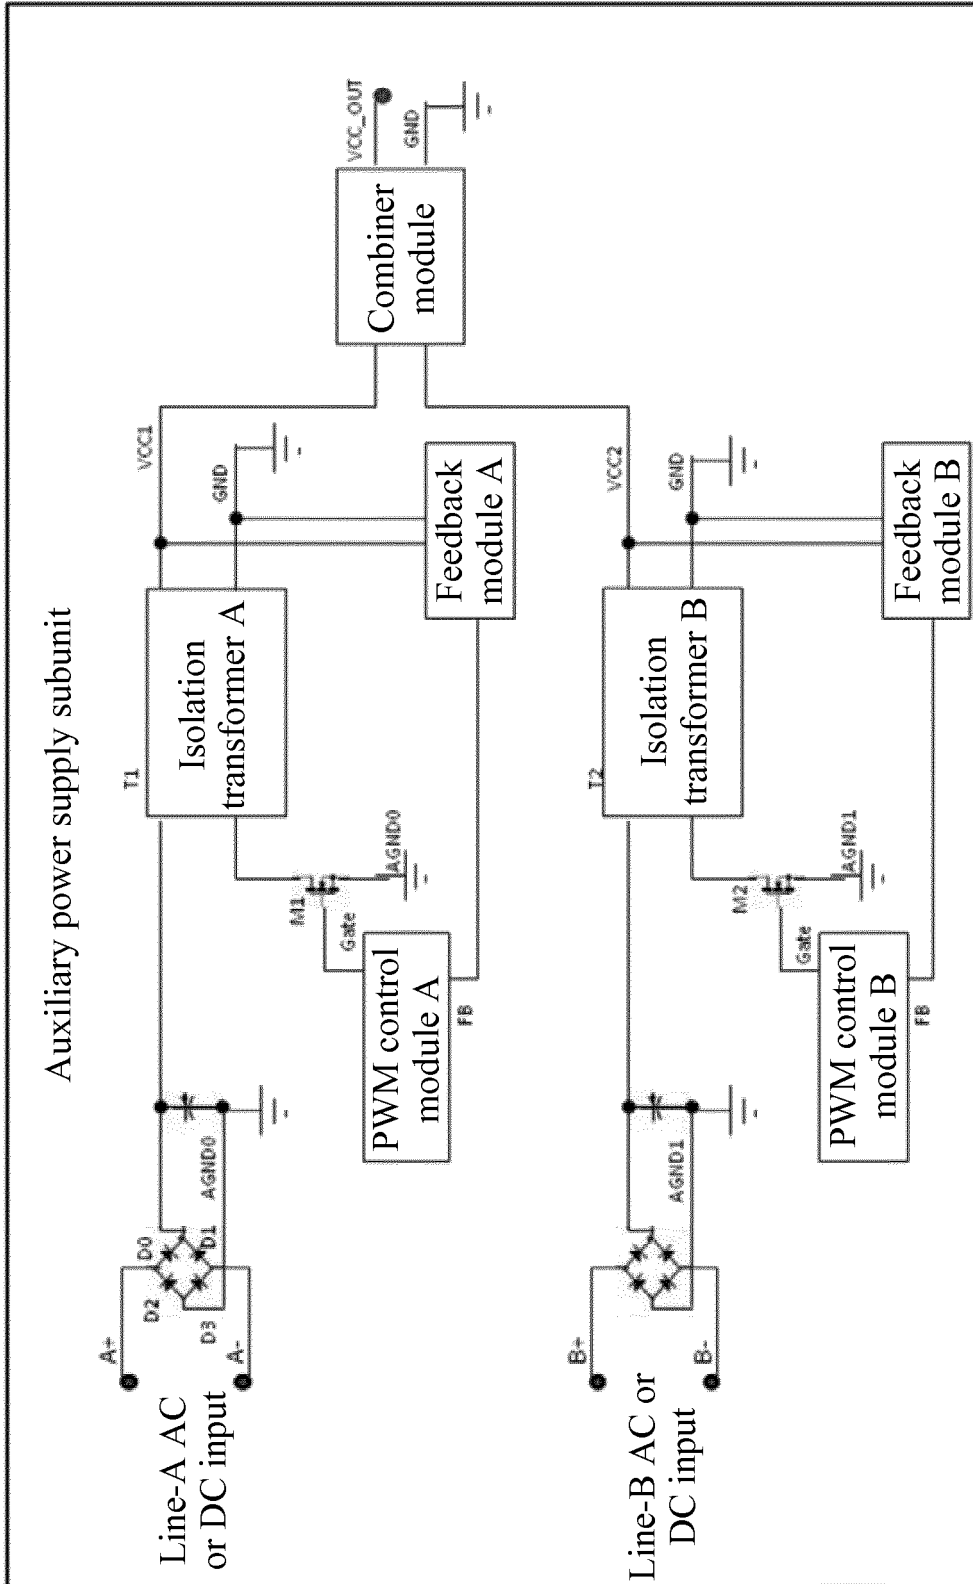 Auxiliary power supply subunit
Line-A AC
or DC input
A+
A-
D0
D1
D2
D3
AGND0
T1
Isolation
transformer A
M1
Gate
AGND0
PWM control
module A
FB
VCC1
GND
Feedback
module A
Combiner
module
VCC_OUT
GND
Line-B AC or
DC input
B+
B-
AGND1
T2
Isolation
transformer B
M2
Gate
AGND1
PWM control
module B
FB
VCC2
GND
Feedback
module B